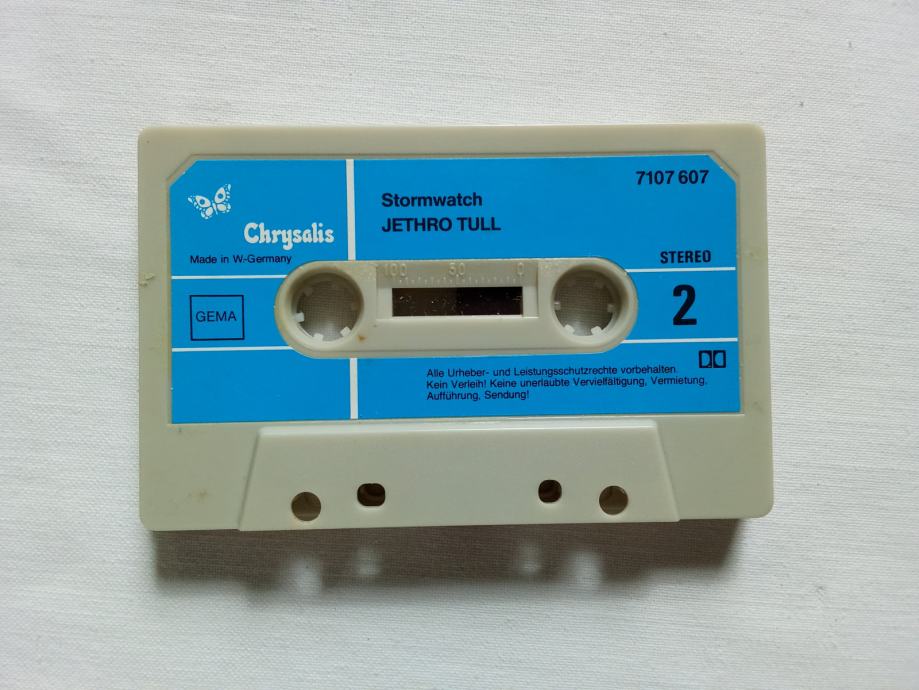 7107 607
Stormwatch
JETHRO TULL
Chrysalis
Made in W-Germany
STEREO
100 50 0
GEMA
2
Alle Urheber- und Leistungsschutzrechte vorbehalten.
Kein Verleih! Keine unerlaubte Vervielfältigung, Vermietung,
Aufführung, Sendung!